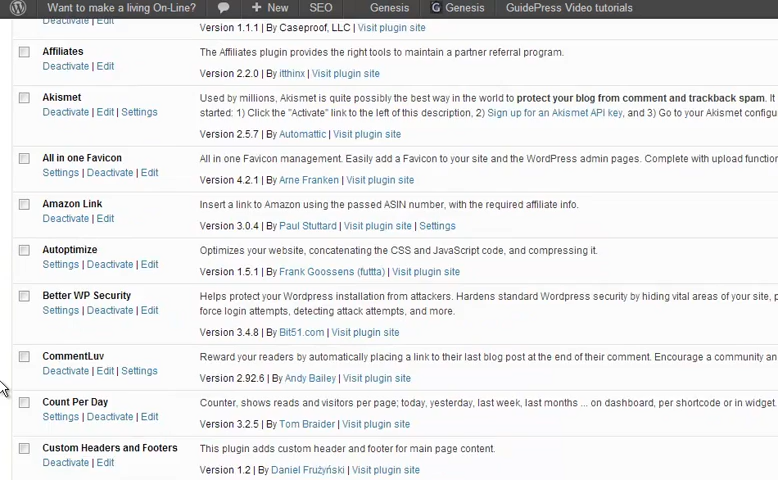 Want to make a living On-Line? New SEO Genesis G Genesis GuidePress Video tutorials
Deactivate | Edit
Version 1.1.1 | By Caseproof, LLC | Visit plugin site
Affiliates
The Affiliates plugin provides the right tools to maintain a partner referral program.
Deactivate | Edit
Version 2.2.0 | By itthinx | Visit plugin site
Akismet
Used by millions, Akismet is quite possibly the best way in the world to protect your blog from comment and trackback spam. It
Deactivate | Edit | Settings
started: 1) Click the "Activate" link to the left of this description, 2) Sign up for an Akismet API key, and 3) Go to your Akismet configu
Version 2.5.7 | By Automattic | Visit plugin site
All in one Favicon
All in one Favicon management. Easily add a Favicon to your site and the WordPress admin pages. Complete with upload function
Settings | Deactivate | Edit
Version 4.2.1 | By Arne Franken | Visit plugin site
Amazon Link
Insert a link to Amazon using the passed ASIN number, with the required affiliate info.
Deactivate | Edit
Version 3.0.4 | By Paul Stuttard | Visit plugin site | Settings
Autoptimize
Optimizes your website, concatenating the CSS and JavaScript code, and compressing it.
Settings | Deactivate | Edit
Version 1.5.1 | By Frank Goossens (futtta) | Visit plugin site
Better WP Security
Helps protect your Wordpress installation from attackers. Hardens standard Wordpress security by hiding vital areas of your site, p
Settings | Deactivate | Edit
force login attempts, detecting attack attempts, and more.
Version 3.4.8 | By Bit51.com | Visit plugin site
CommentLuv
Reward your readers by automatically placing a link to their last blog post at the end of their comment. Encourage a community an
Deactivate | Edit | Settings
Version 2.92.6 | By Andy Bailey | Visit plugin site
Count Per Day
Counter, shows reads and visitors per page; today, yesterday, last week, last months ... on dashboard, per shortcode or in widget.
Settings | Deactivate | Edit
Version 3.2.5 | By Tom Braider | Visit plugin site
Custom Headers and Footers
This plugin adds custom header and footer for main page content.
Deactivate | Edit
Version 1.2 | By Daniel Frużyński | Visit plugin site